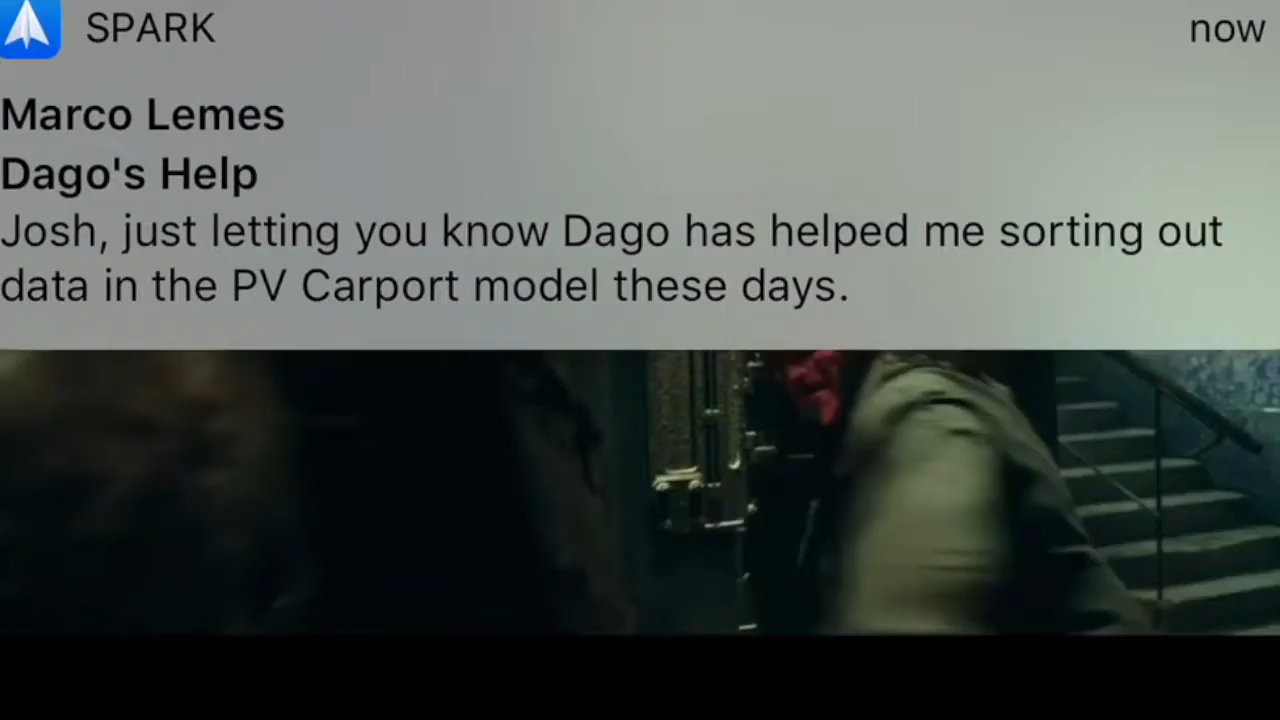 SPARK
now
Marco Lemes
Dago's Help
Josh, just letting you know Dago has helped me sorting out
data in the PV Carport model these days.